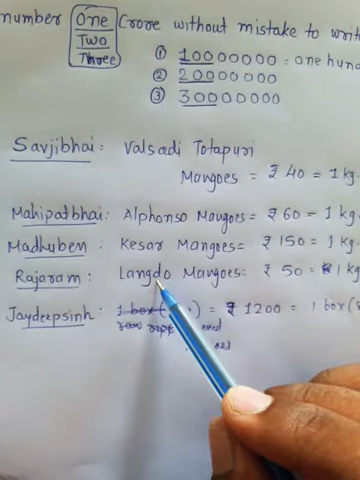 number One Crore without mistake to write
Two
Three
① 10000000 = one hun
② 20000000
③ 30000000
Savjibhai: Valsadi Totapuri
Mangoes = ₹ 40 = 1 kg.
Mahipatbhai: Alphonso Mangoes = ₹ 60 = 1 kg.
Madhuben: Kesar Mangoes = ₹ 150 = 1 kg.
Rajaram: Langdo Mangoes = ₹ 50 = 1 kg
Jaydeepsinh: 1 box ( ) = ₹ 1200 = 1 box (